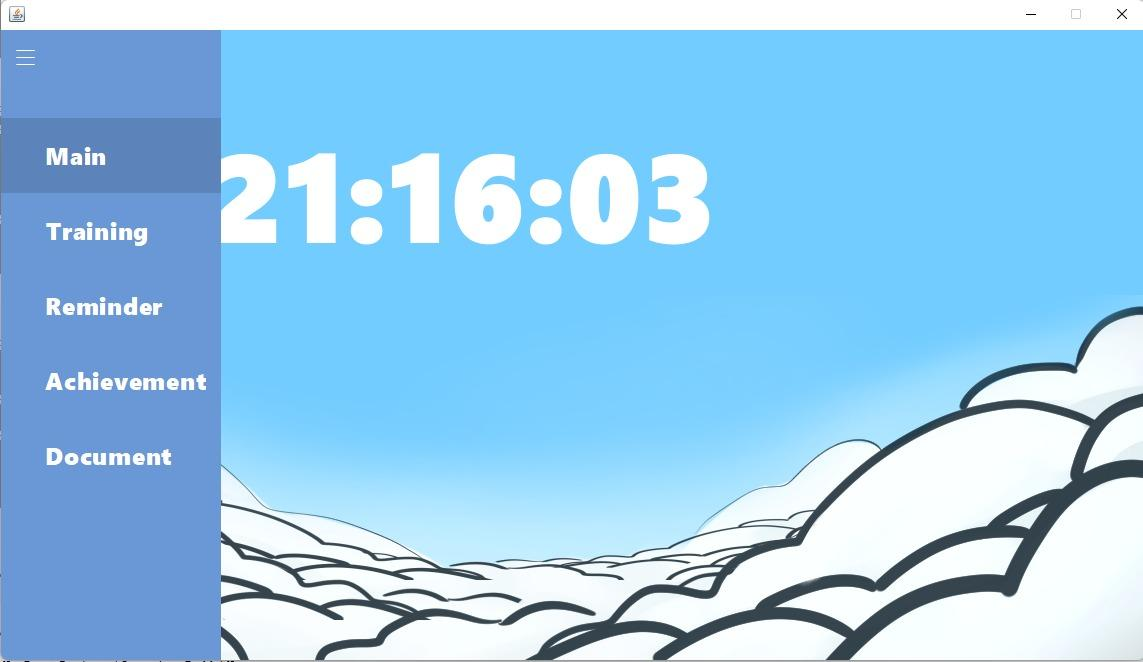 21:16:03
Main
Training
Reminder
Achievement
Document